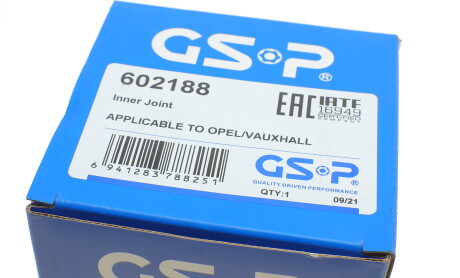 GSP®
602188
Inner Joint
EAC IATF
16949
CERTIFIED
COMPANY
APPLICABLE TO OPEL/VAUXHALL
6 941283 788251
GSP®
QUALITY DRIVEN PERFORMANCE
QTY:1
09/21
GSP